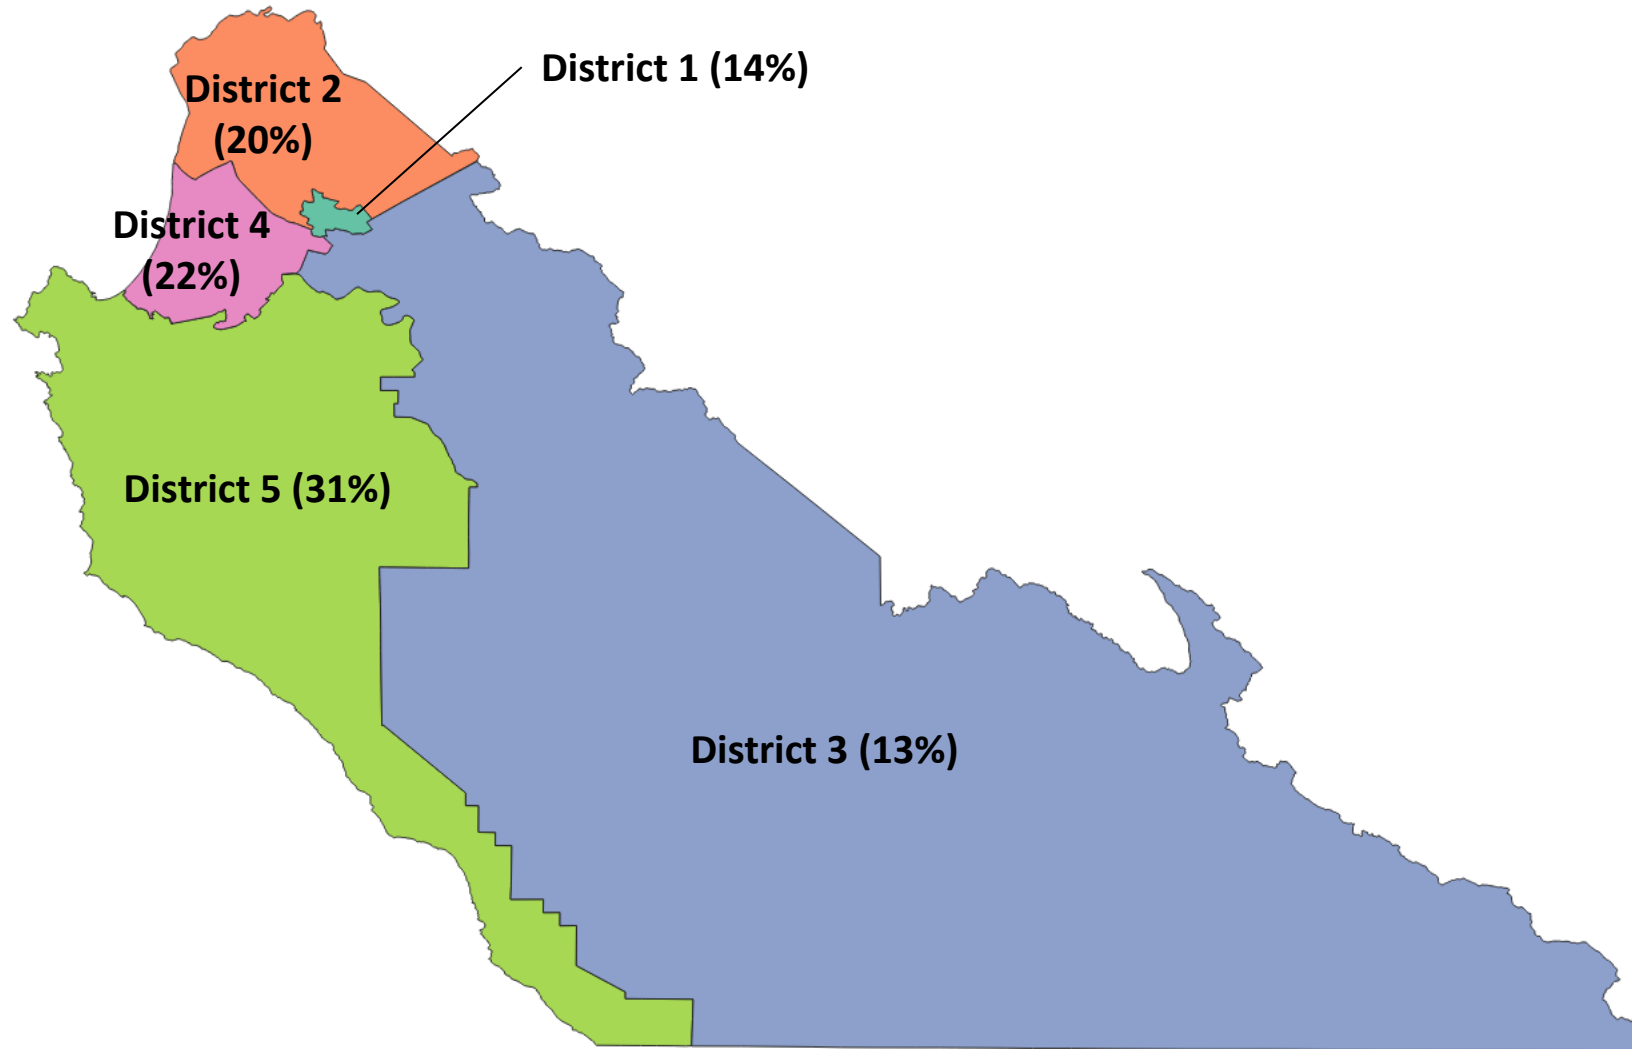 District 1 (14%)
District 2
(20%)
District 4
(22%)
District 5 (31%)
District 3 (13%)